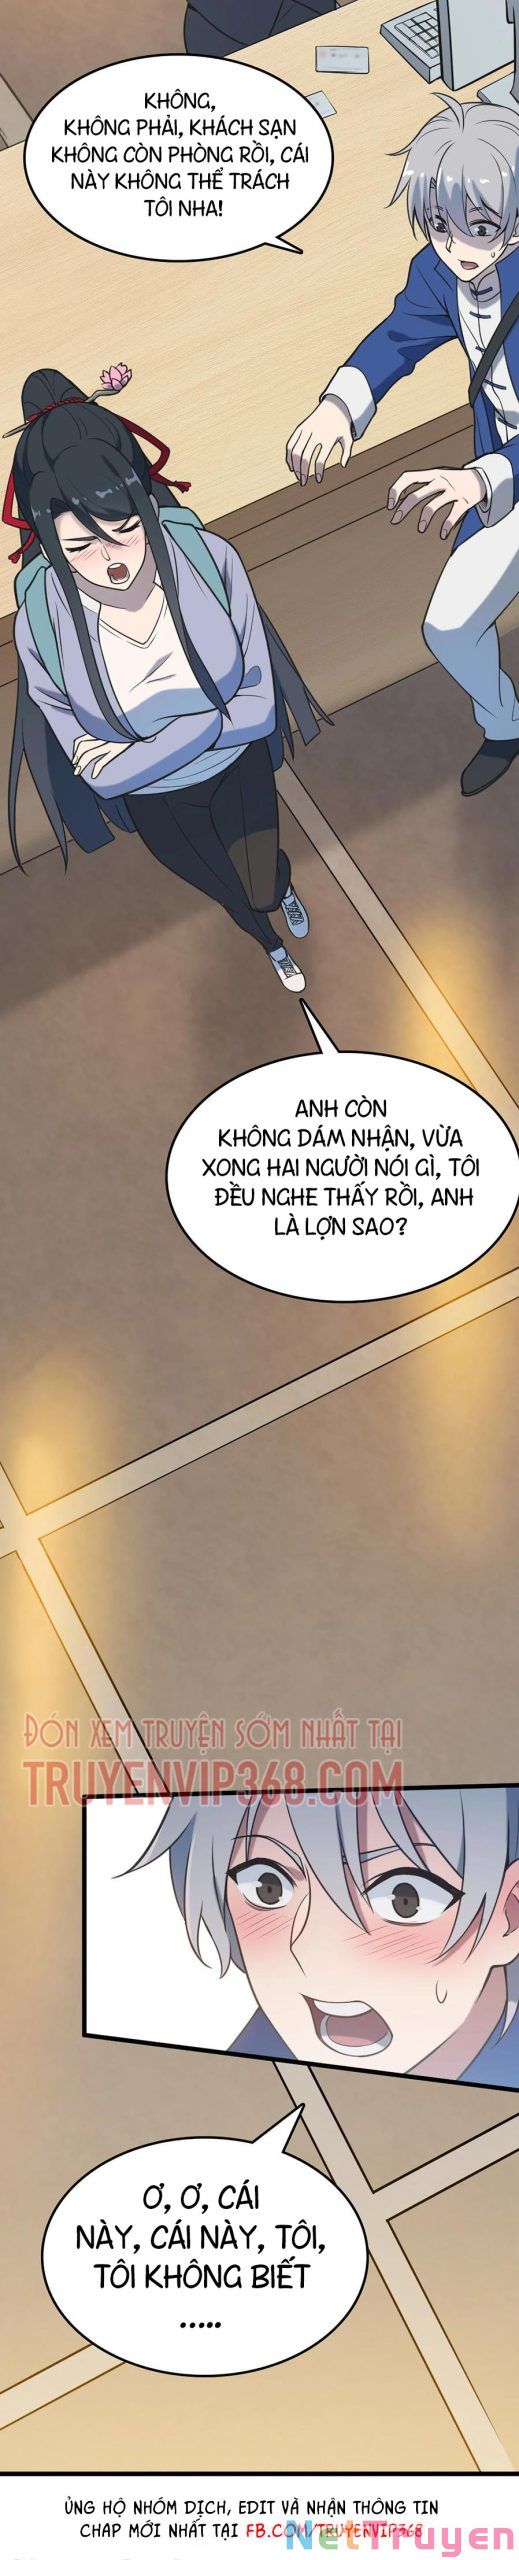 KHÔNG,
KHÔNG PHẢI, KHÁCH SẠN
KHÔNG CÒN PHÒNG RỒI, CÁI
NÀY KHÔNG THỂ TRÁCH
TÔI NHA!
ANH CÒN
KHÔNG DÁM NHẬN, VỪA
XONG HAI NGƯỜI NÓI GÌ, TÔI
ĐỀU NGHE THẤY RỒI, ANH
LÀ LỢN SAO?
ĐÓN XEM TRUYỆN SỚM NHẤT TẠI
TRUYENVIP368.COM
Ơ, Ơ, CÁI
NÀY, CÁI NÀY, TÔI,
TÔI KHÔNG BIẾT
.....
ỦNG HỘ NHÓM DỊCH, EDIT VÀ NHẬN THÔNG TIN
CHAP MỚI NHẤT TẠI FB.COM/TRUYENVIP368
NetTruyen